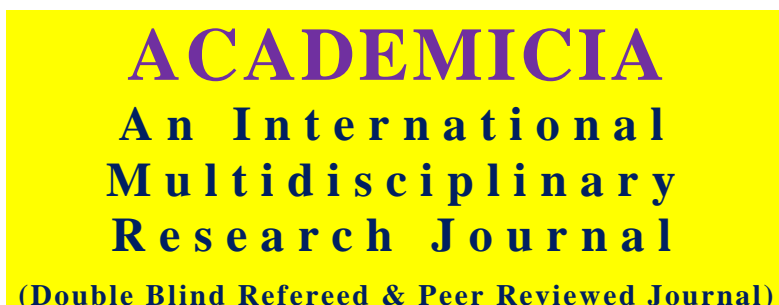 ACADEMICIA
An International
Multidisciplinary
Research Journal
(Double Blind Refereed & Peer Reviewed Journal)